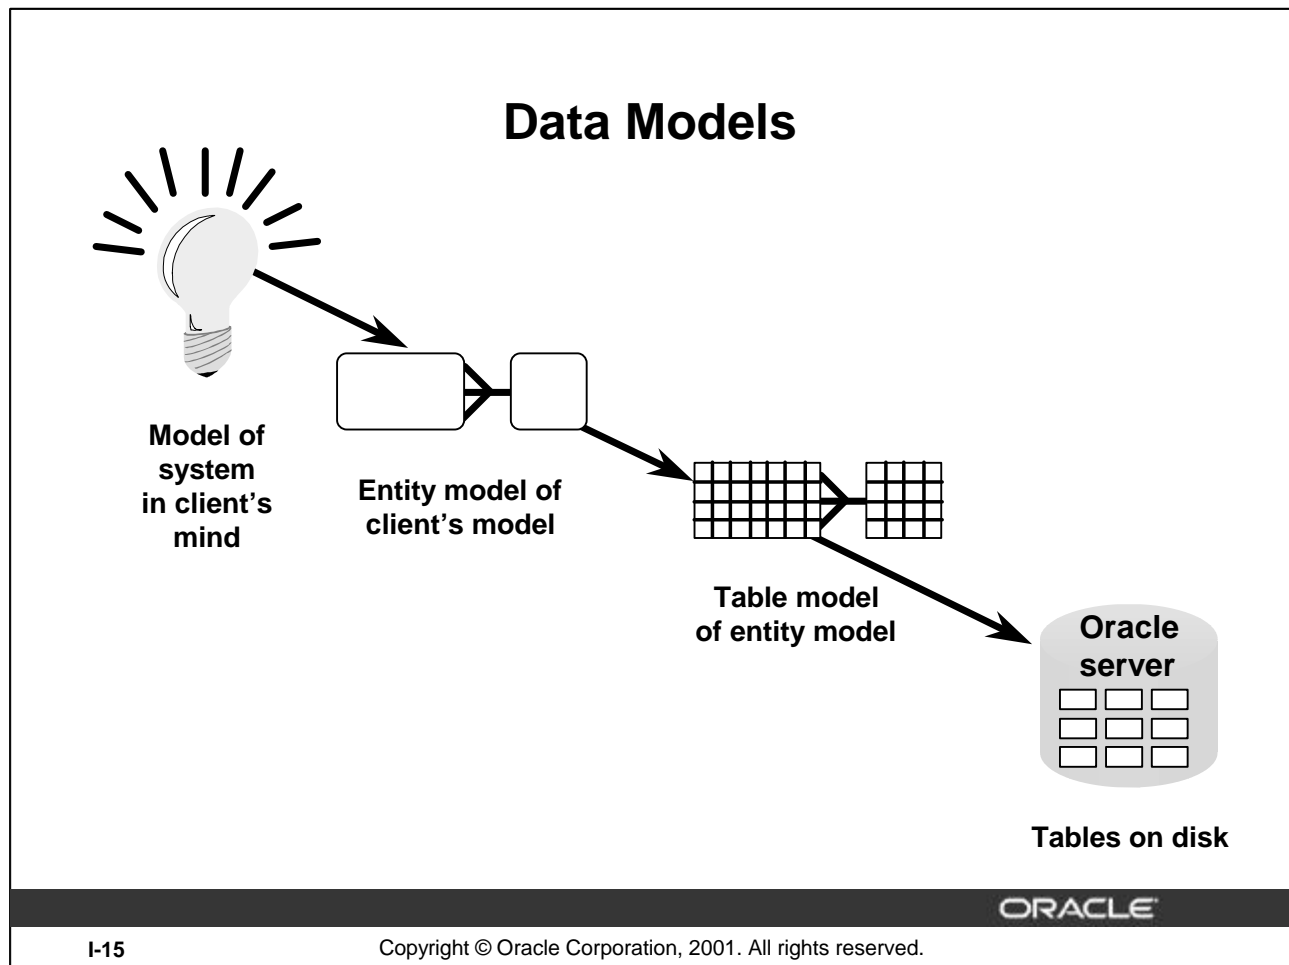 Data Models
Model of
system
in client’s
mind
Entity model of
client’s model
Table model
of entity model
Oracle
server
Tables on disk
ORACLE®
I-15
Copyright © Oracle Corporation, 2001. All rights reserved.